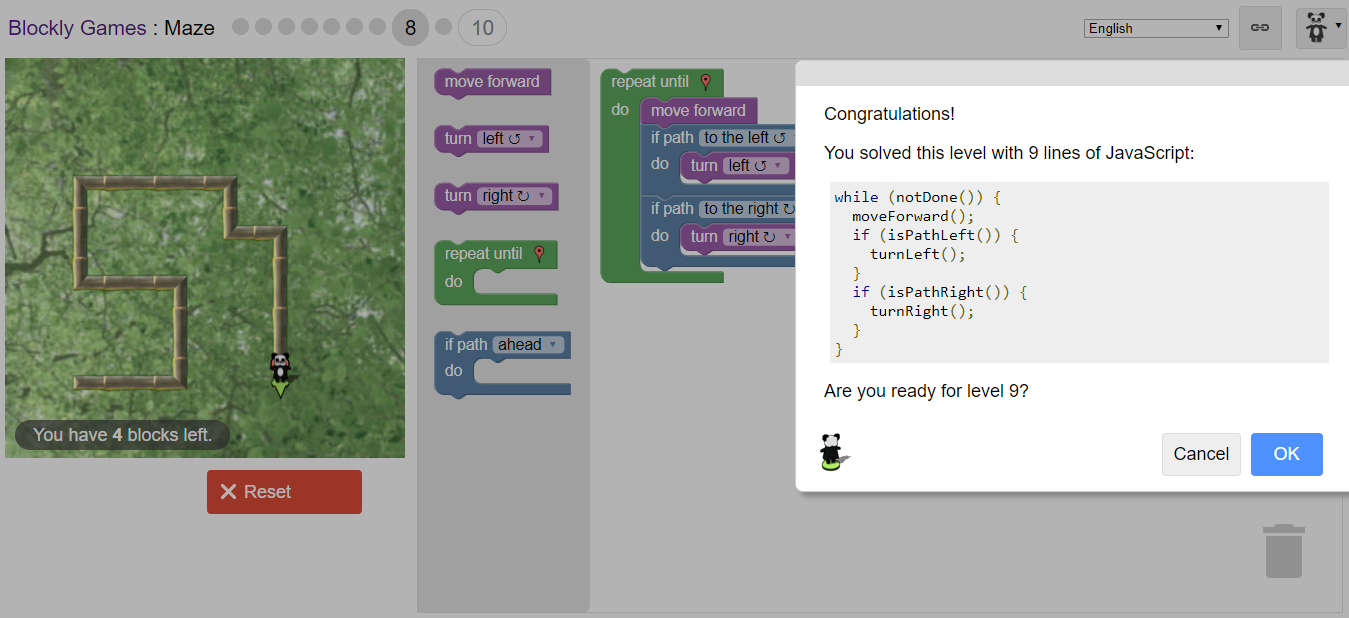 Blockly Games : Maze
8
10
English
You have 4 blocks left.
Reset
move forward
turn left
turn right
repeat until
do
if path ahead
do
repeat until
do
move forward
if path to the left
do
turn left
if path to the right
do
turn right
Congratulations!
You solved this level with 9 lines of JavaScript:
while (notDone()) {
  moveForward();
  if (isPathLeft()) {
    turnLeft();
  }
  if (isPathRight()) {
    turnRight();
  }
}
Are you ready for level 9?
Cancel
OK